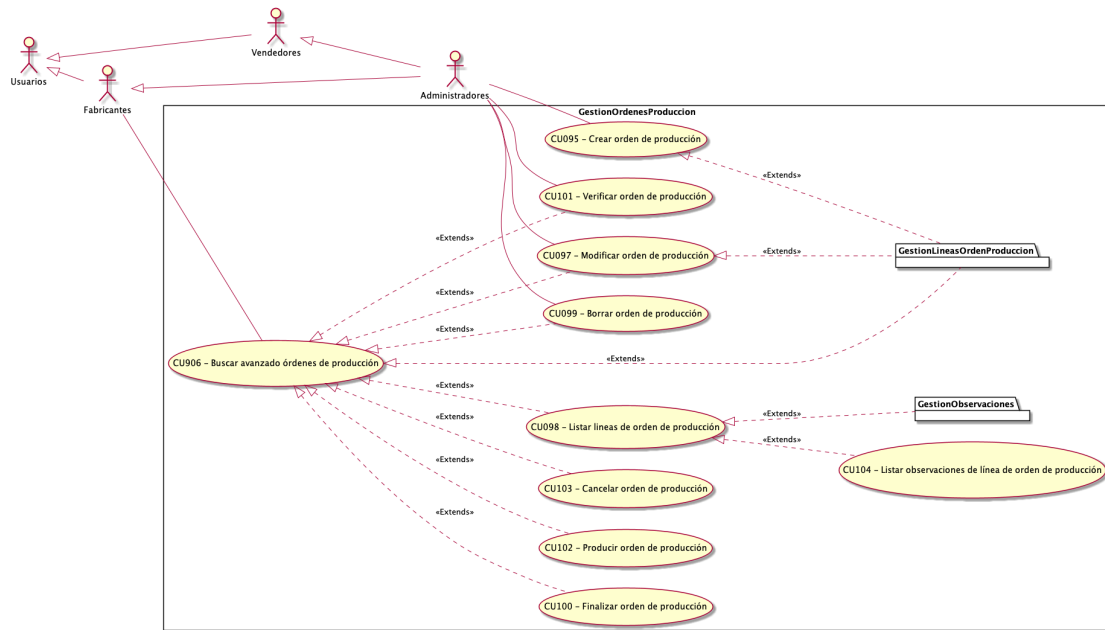 Usuarios
Vendedores
Fabricantes
Administradores
GestionOrdenesProduccion
CU095 - Crear orden de producción
«Extends»
CU101 - Verificar orden de producción
«Extends»
GestionLineasOrdenProduccion
CU097 - Modificar orden de producción
«Extends»
«Extends»
CU099 - Borrar orden de producción
«Extends»
CU906 - Buscar avanzado órdenes de producción
«Extends»
«Extends»
GestionObservaciones
«Extends»
CU098 - Listar lineas de orden de producción
«Extends»
«Extends»
CU104 - Listar observaciones de línea de orden de producción
CU103 - Cancelar orden de producción
«Extends»
CU102 - Producir orden de producción
«Extends»
CU100 - Finalizar orden de producción